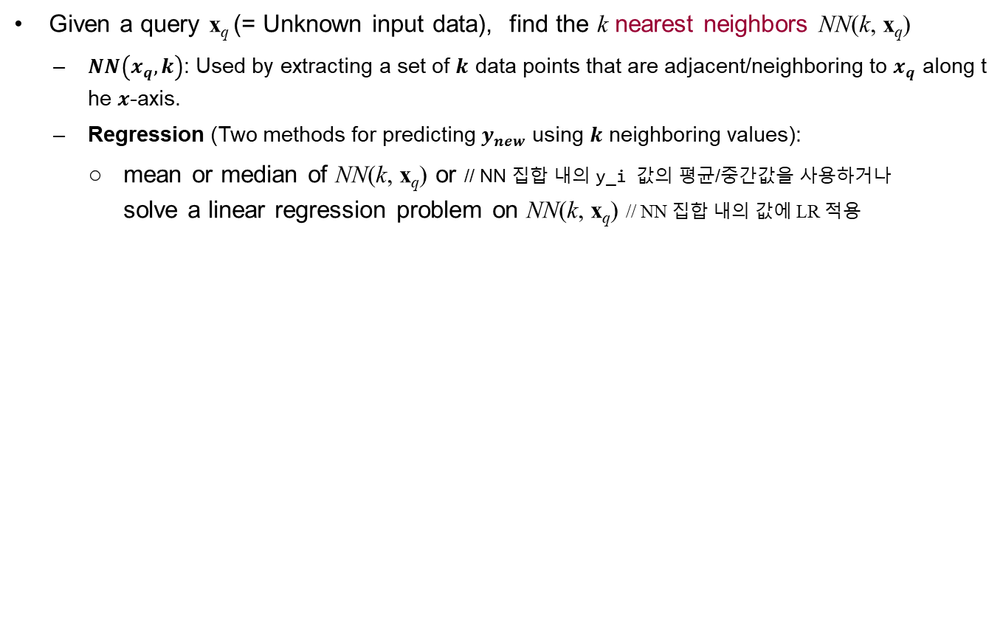 • Given a query x_q (= Unknown input data), find the k nearest neighbors NN(k, x_q)
– NN(x_q, k): Used by extracting a set of k data points that are adjacent/neighboring to x_q along t
he x-axis.
– Regression (Two methods for predicting y_new using k neighboring values):
○ mean or median of NN(k, x_q) or // NN 집합 내의 y_i 값의 평균/중간값을 사용하거나
solve a linear regression problem on NN(k, x_q) // NN 집합 내의 값에 LR 적용